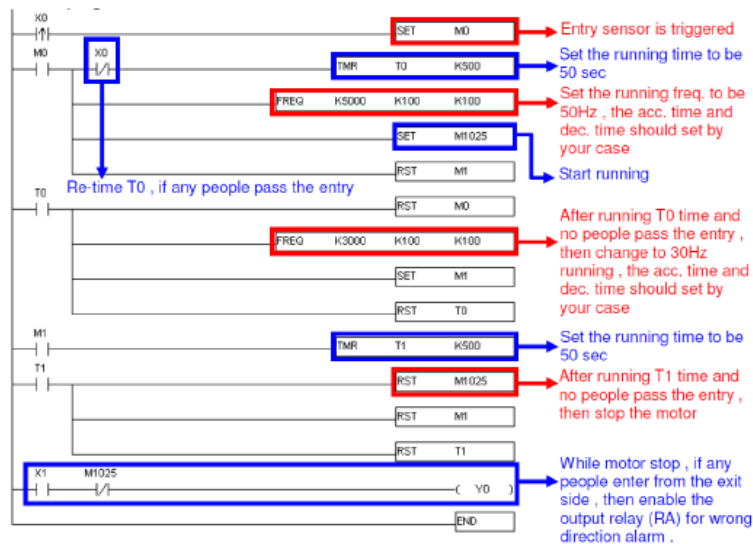 X0
SET M0
Entry sensor is triggered
M0 X0
TMR T0 K500
Set the running time to be
50 sec
FREQ K5000 K100 K100
Set the running freq. to be
50Hz , the acc. time and
dec. time should set by
your case
SET M1025
Start running
RST M1
Re-time T0 , if any people pass the entry
T0
RST M0
FREQ K3000 K100 K100
After running T0 time and
no people pass the entry ,
then change to 30Hz
running , the acc. time and
dec. time should set by
your case
SET M1
RST T0
M1
TMR T1 K500
Set the running time to be
50 sec
T1
RST M1025
After running T1 time and
no people pass the entry ,
then stop the motor
RST M1
RST T1
X1 M1025
( Y0 )
While motor stop , if any
people enter from the exit
side , then enable the
output relay (RA) for wrong
direction alarm .
END